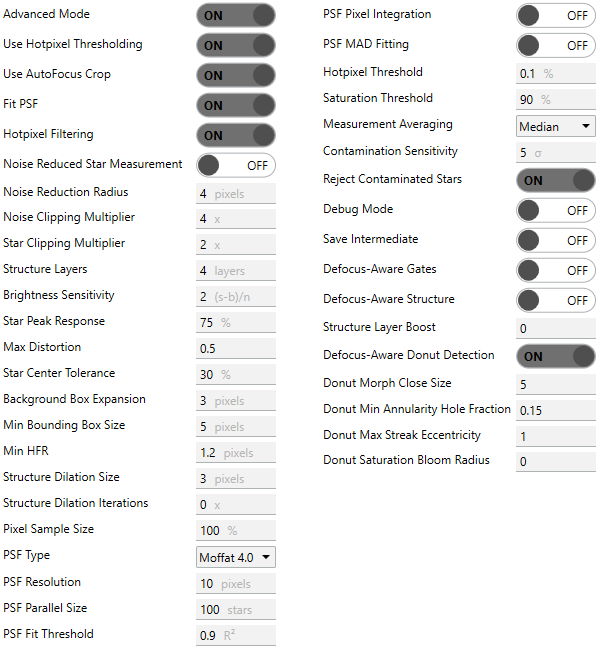 Advanced Mode ON
Use Hotpixel Thresholding ON
Use AutoFocus Crop ON
Fit PSF ON
Hotpixel Filtering ON
Noise Reduced Star Measurement OFF
Noise Reduction Radius 4 pixels
Noise Clipping Multiplier 4 x
Star Clipping Multiplier 2 x
Structure Layers 4 layers
Brightness Sensitivity 2 (s-b)/n
Star Peak Response 75 %
Max Distortion 0.5
Star Center Tolerance 30 %
Background Box Expansion 3 pixels
Min Bounding Box Size 5 pixels
Min HFR 1.2 pixels
Structure Dilation Size 3 pixels
Structure Dilation Iterations 0 x
Pixel Sample Size 100 %
PSF Type Moffat 4.0
PSF Resolution 10 pixels
PSF Parallel Size 100 stars
PSF Fit Threshold 0.9 R²
PSF Pixel Integration OFF
PSF MAD Fitting OFF
Hotpixel Threshold 0.1 %
Saturation Threshold 90 %
Measurement Averaging Median
Contamination Sensitivity 5 σ
Reject Contaminated Stars ON
Debug Mode OFF
Save Intermediate OFF
Defocus-Aware Gates OFF
Defocus-Aware Structure OFF
Structure Layer Boost 0
Defocus-Aware Donut Detection ON
Donut Morph Close Size 5
Donut Min Annularity Hole Fraction 0.15
Donut Max Streak Eccentricity 1
Donut Saturation Bloom Radius 0